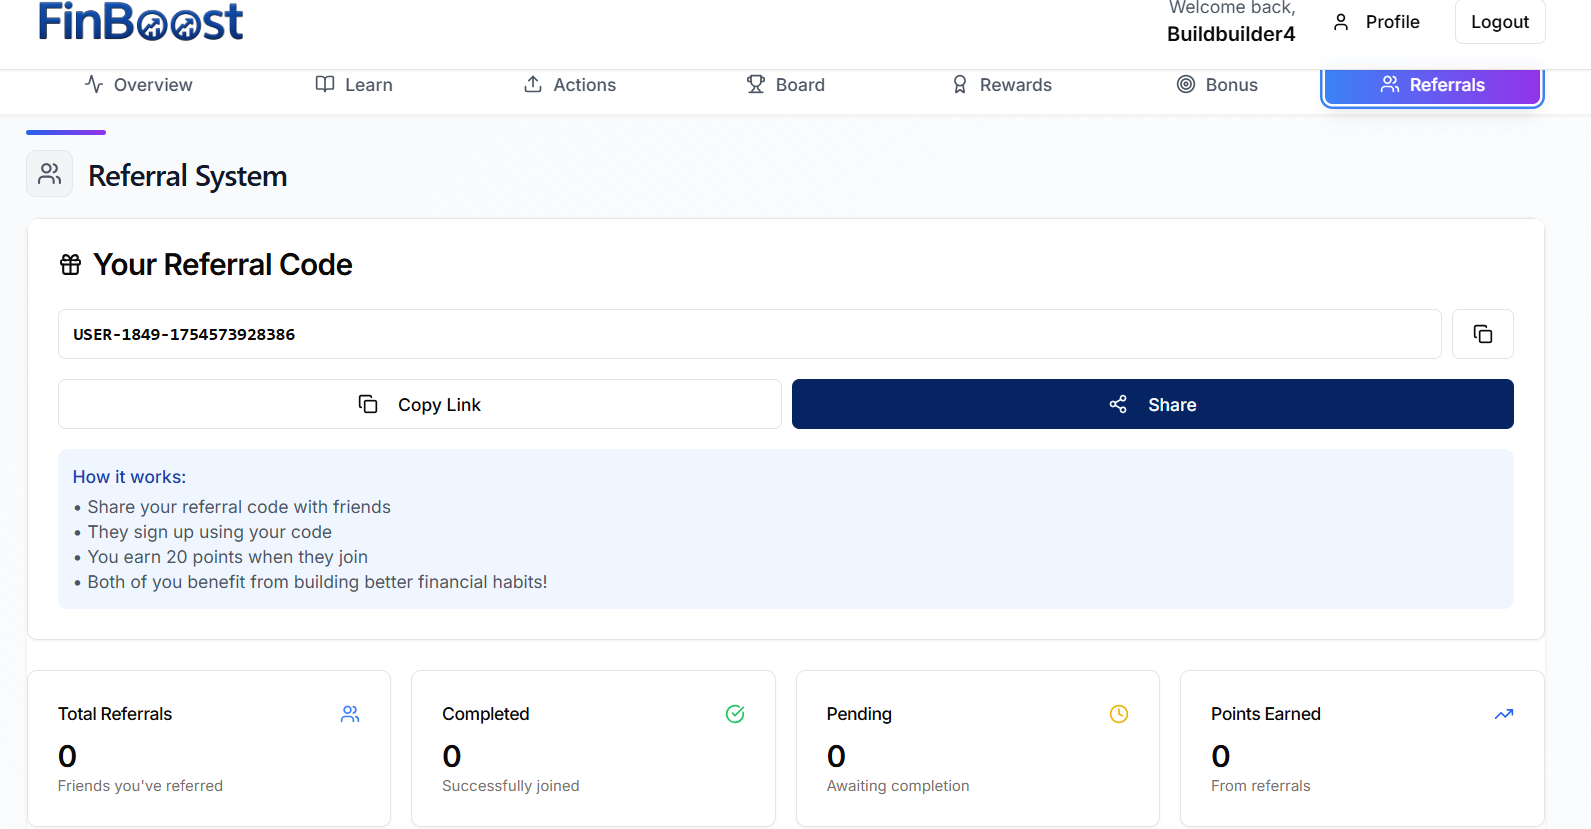 FinBoost
Welcome back,
Buildbuilder4
Profile
Logout
Overview
Learn
Actions
Board
Rewards
Bonus
Referrals
Referral System
Your Referral Code
USER-1849-1754573928386
Copy Link
Share
How it works:
• Share your referral code with friends
• They sign up using your code
• You earn 20 points when they join
• Both of you benefit from building better financial habits!
Total Referrals
0
Friends you've referred
Completed
0
Successfully joined
Pending
0
Awaiting completion
Points Earned
0
From referrals